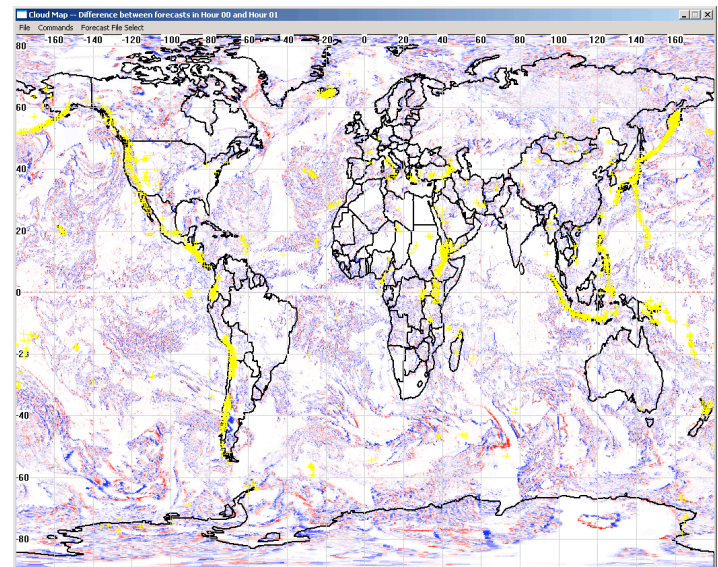 Cloud Map -- Difference between forecasts in Hour 00 and Hour 01
File Commands Forecast File Select
-160 -140 -120 -100 -80 -60 -40 -20 0 20 40 60 80 100 120 140 160
80
60
40
20
0
-40
-60
-80